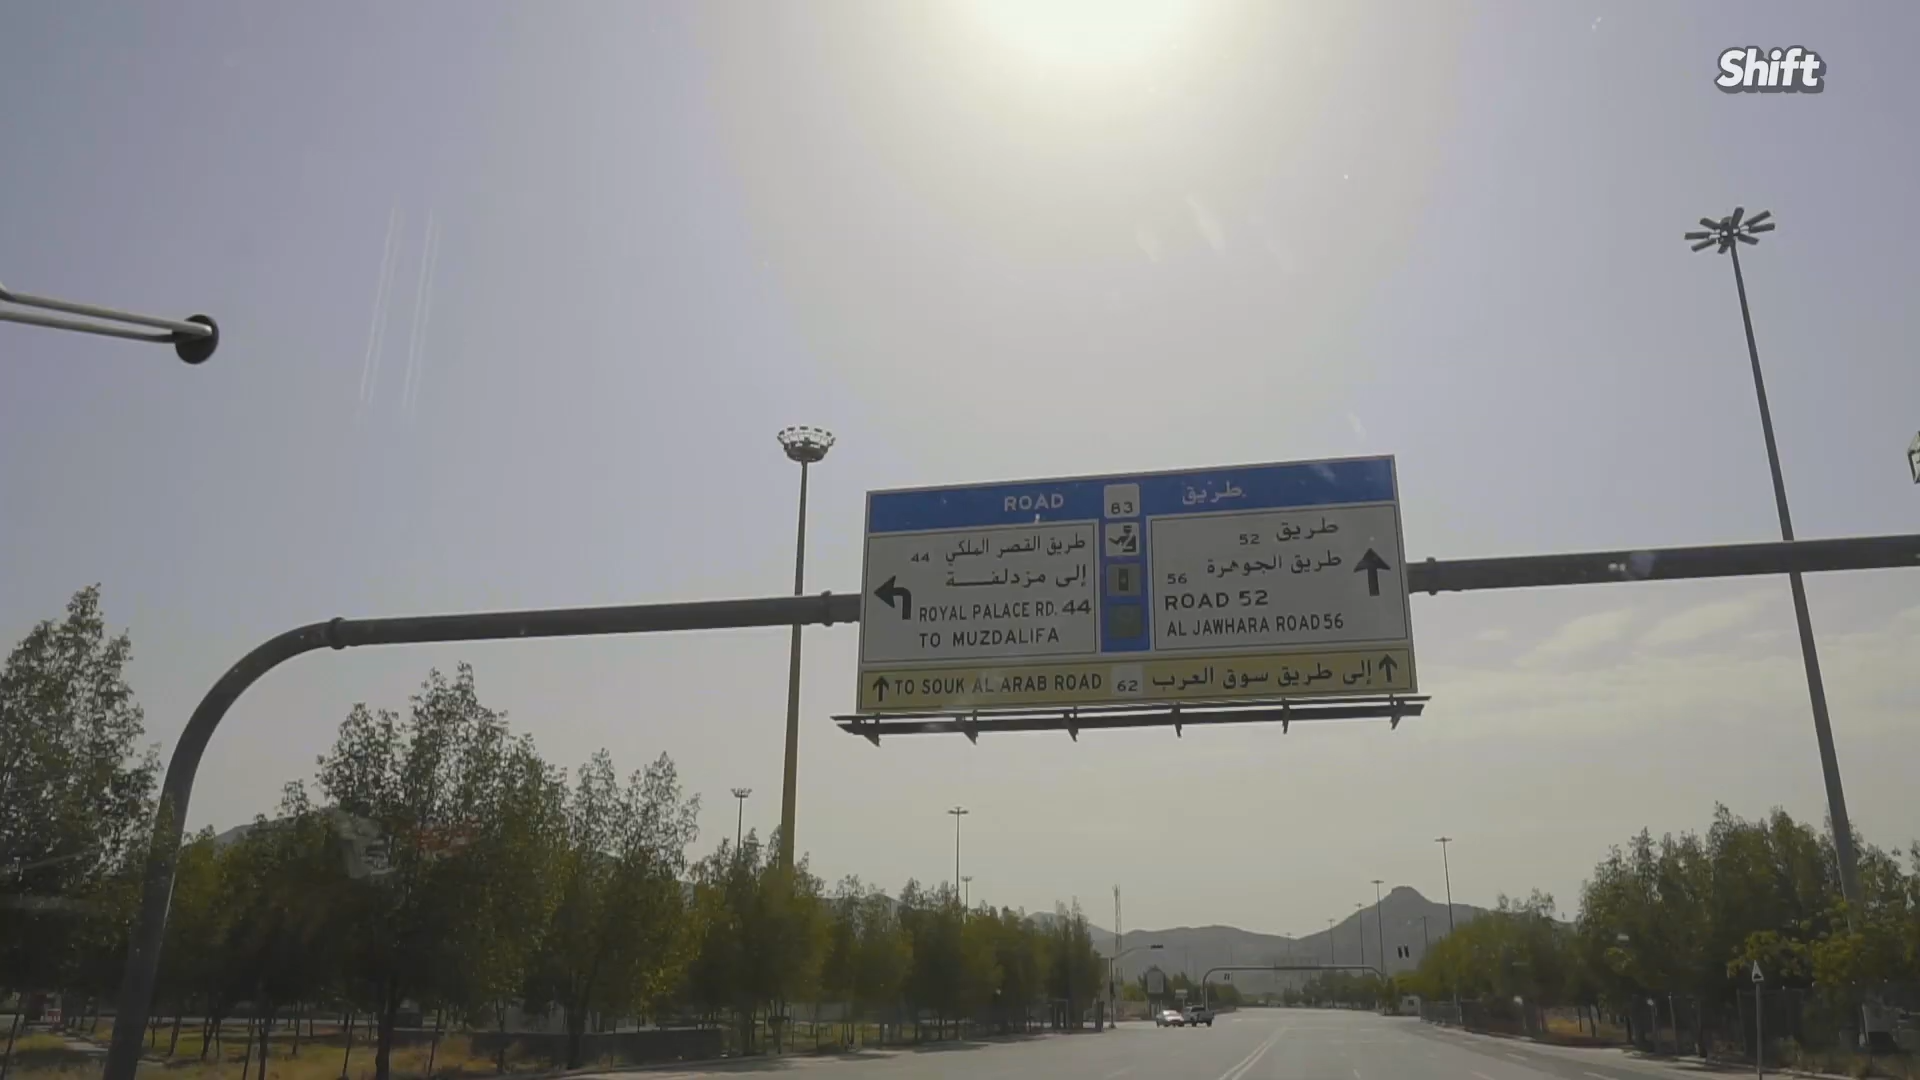 Shift
ROAD 83 طريق
44 طريق القصر الملكي
إلى مزدلفة
ROYAL PALACE RD. 44
TO MUZDALIFA
52 طريق
56 طريق الجوهرة
ROAD 52
AL JAWHARA ROAD 56
TO SOUK AL ARAB ROAD 62 إلى طريق سوق العرب